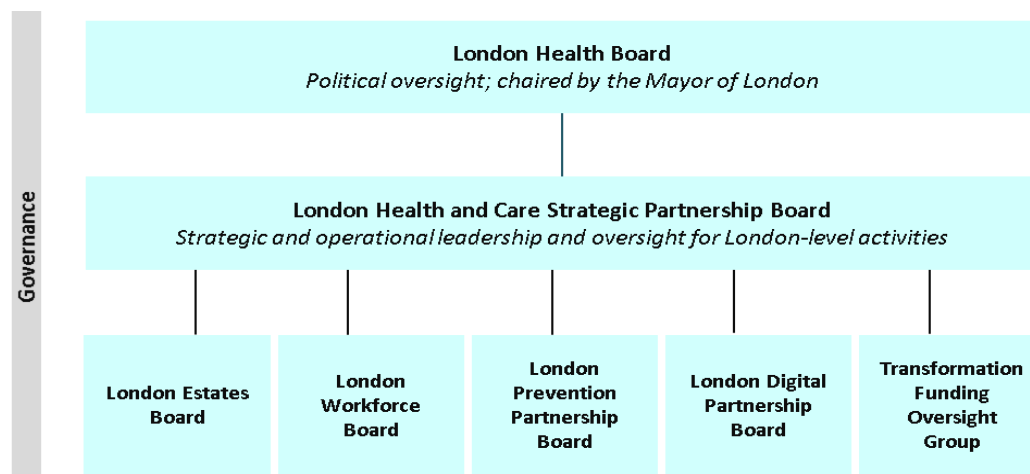 Governance
London Health Board
Political oversight; chaired by the Mayor of London
London Health and Care Strategic Partnership Board
Strategic and operational leadership and oversight for London-level activities
London Estates
Board
London
Workforce
Board
London
Prevention
Partnership
Board
London Digital
Partnership
Board
Transformation
Funding
Oversight
Group